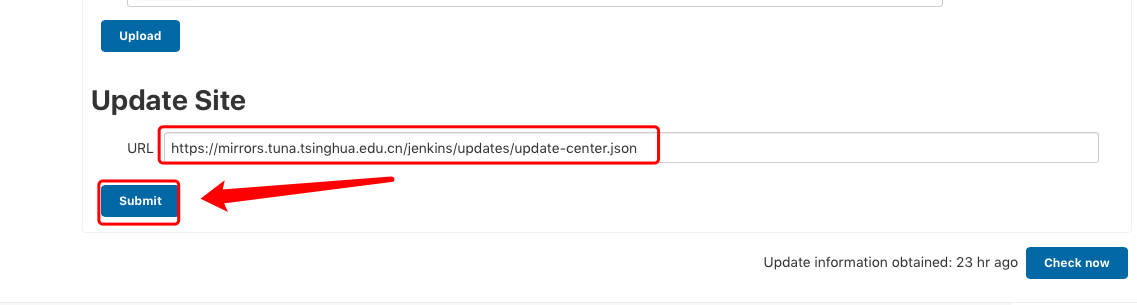 Upload
Update Site
URL https://mirrors.tuna.tsinghua.edu.cn/jenkins/updates/update-center.json
Submit
Update information obtained: 23 hr ago Check now